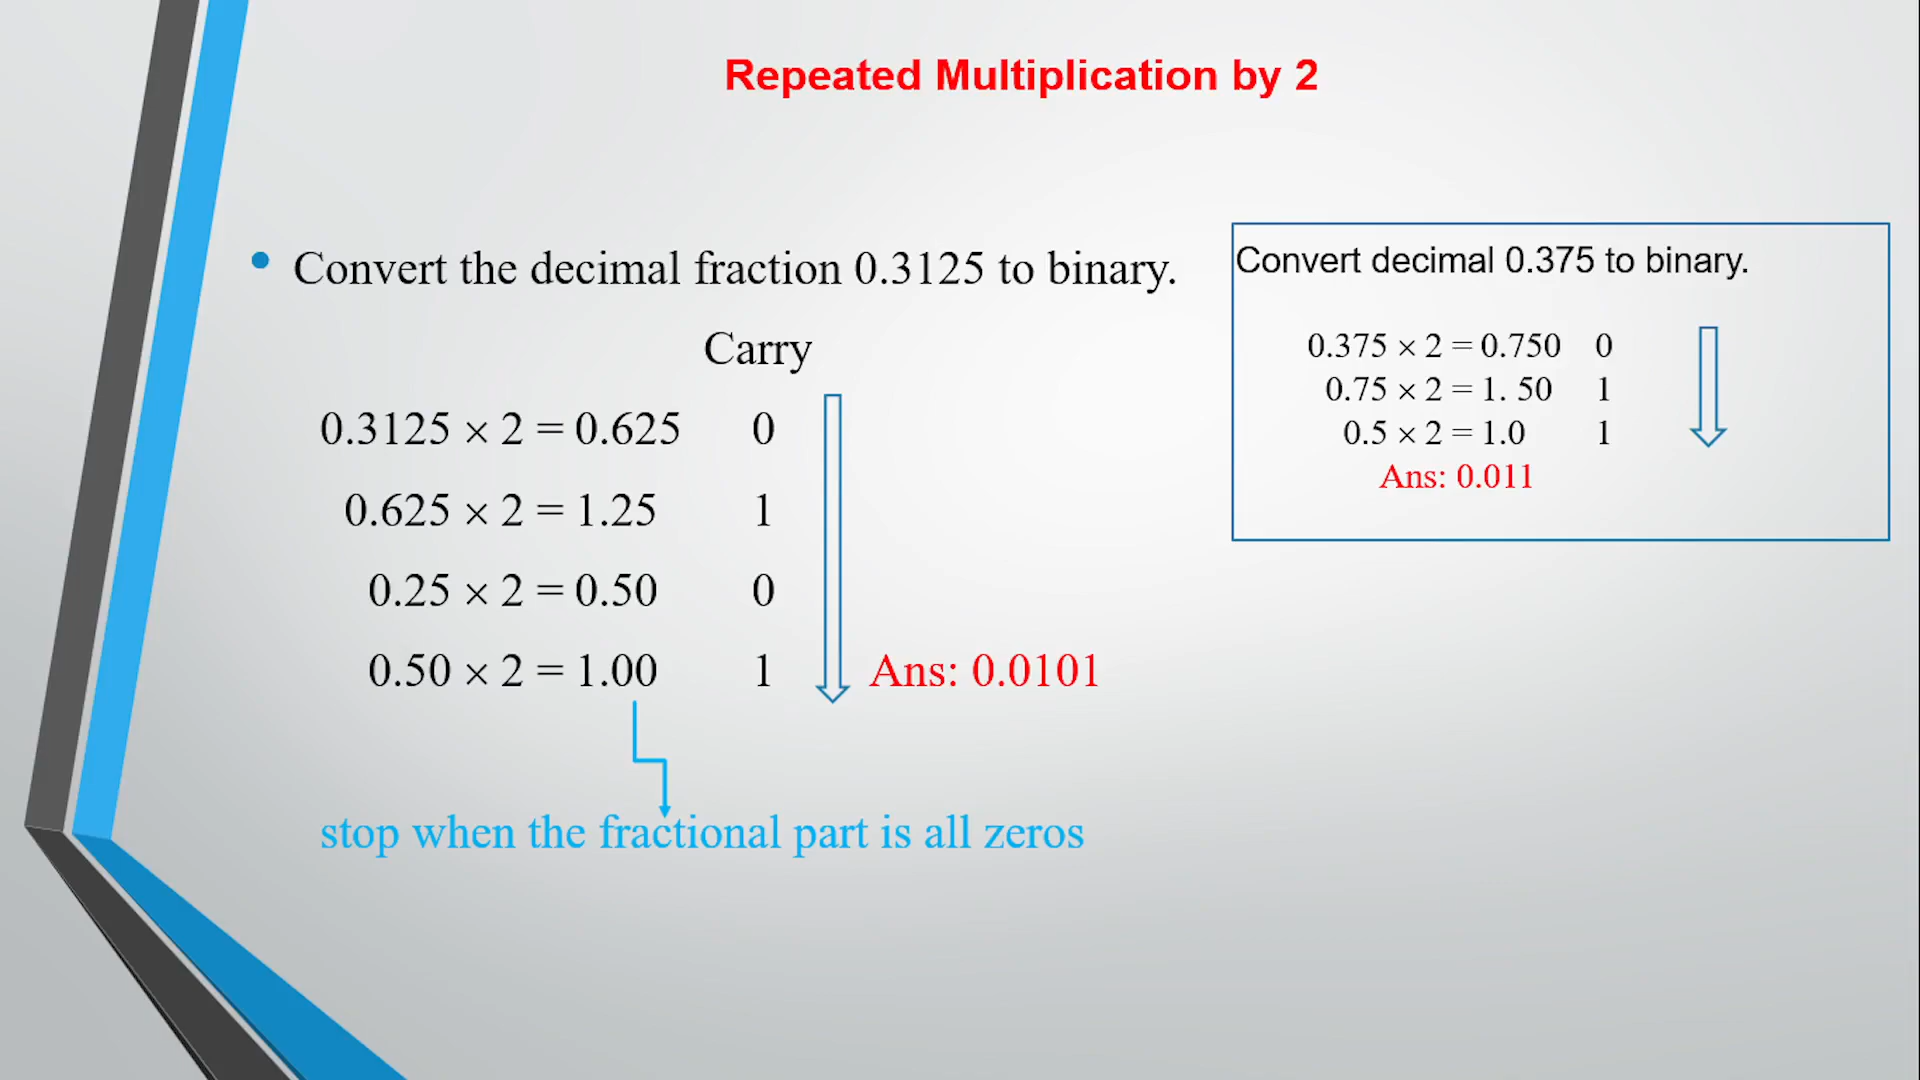 Repeated Multiplication by 2
• Convert the decimal fraction 0.3125 to binary.
Carry
0.3125 × 2 = 0.625 0
0.625 × 2 = 1.25 1
0.25 × 2 = 0.50 0
0.50 × 2 = 1.00 1 Ans: 0.0101
stop when the fractional part is all zeros
Convert decimal 0.375 to binary.
0.375 × 2 = 0.750 0
0.75 × 2 = 1. 50 1
0.5 × 2 = 1.0 1
Ans: 0.011